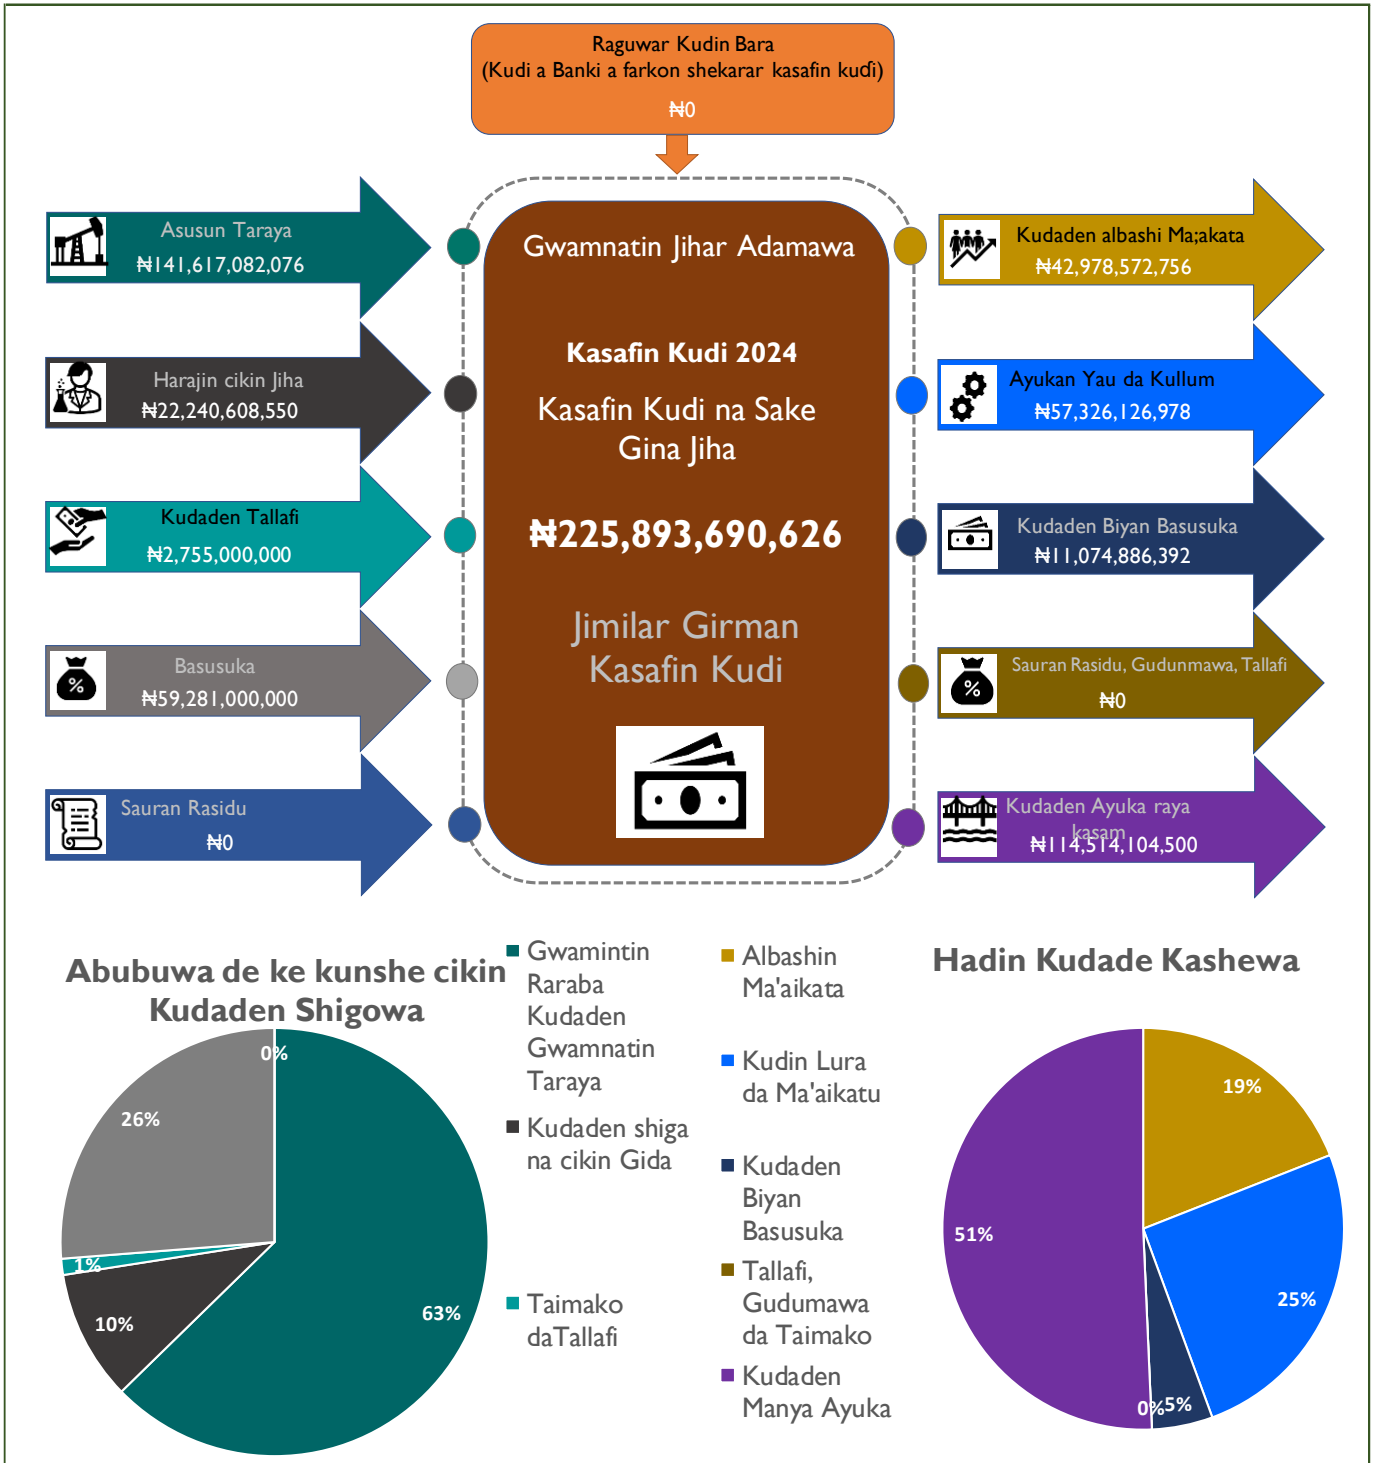 Raguwar Kudin Bara
(Kudi a Banki a farkon shekarar kasafin kuɗi)
₦0
Asusun Taraya
₦141,617,082,076
Harajin cikin Jiha
₦22,240,608,550
Kudaden Tallafi
₦2,755,000,000
Basusuka
₦59,281,000,000
Sauran Rasidu
₦0
Gwamnatin Jihar Adamawa
Kasafin Kudi 2024
Kasafin Kudi na Sake
Gina Jiha
₦225,893,690,626
Jimilar Girman
Kasafin Kudi
Kudaden albashi Ma;akata
₦42,978,572,756
Ayukan Yau da Kullum
₦57,326,126,978
Kudaden Biyan Basusuka
₦11,074,886,392
Sauran Rasidu, Gudunmawa, Tallafi
₦0
Kudaden Ayuka raya
kasam
₦114,514,104,500
%
%
Abubuwa de ke kunshe cikin
Kudaden Shigowa
0%
26%
1%
10%
63%
Gwamintin
Raraba
Kudaden
Gwamnatin
Taraya
Kudaden shiga
na cikin Gida
Taimako
daTallafi
Albashin
Ma'aikata
Kudin Lura
da Ma'aikatu
Kudaden
Biyan
Basusuka
Tallafi,
Gudumawa
da Taimako
Kudaden
Manya Ayuka
Hadin Kudade Kashewa
19%
51%
25%
0%
5%